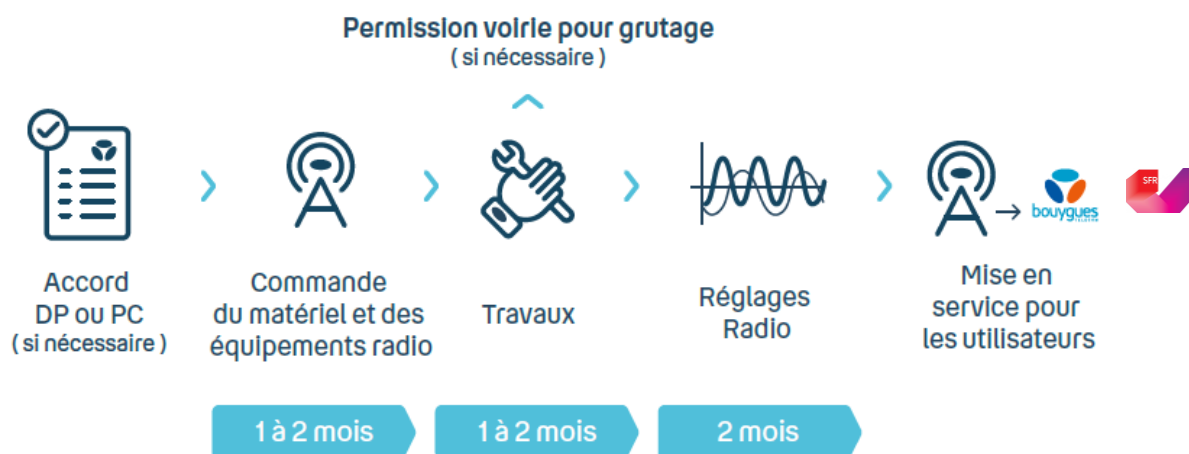 Permission voirie pour grutage
( si nécessaire )
Accord
DP ou PC
( si nécessaire )
Commande
du matériel et des
équipements radio
Travaux
Réglages
Radio
bouygues
TELECOM
SFR
Mise en
service pour
les utilisateurs
1 à 2 mois
1 à 2 mois
2 mois